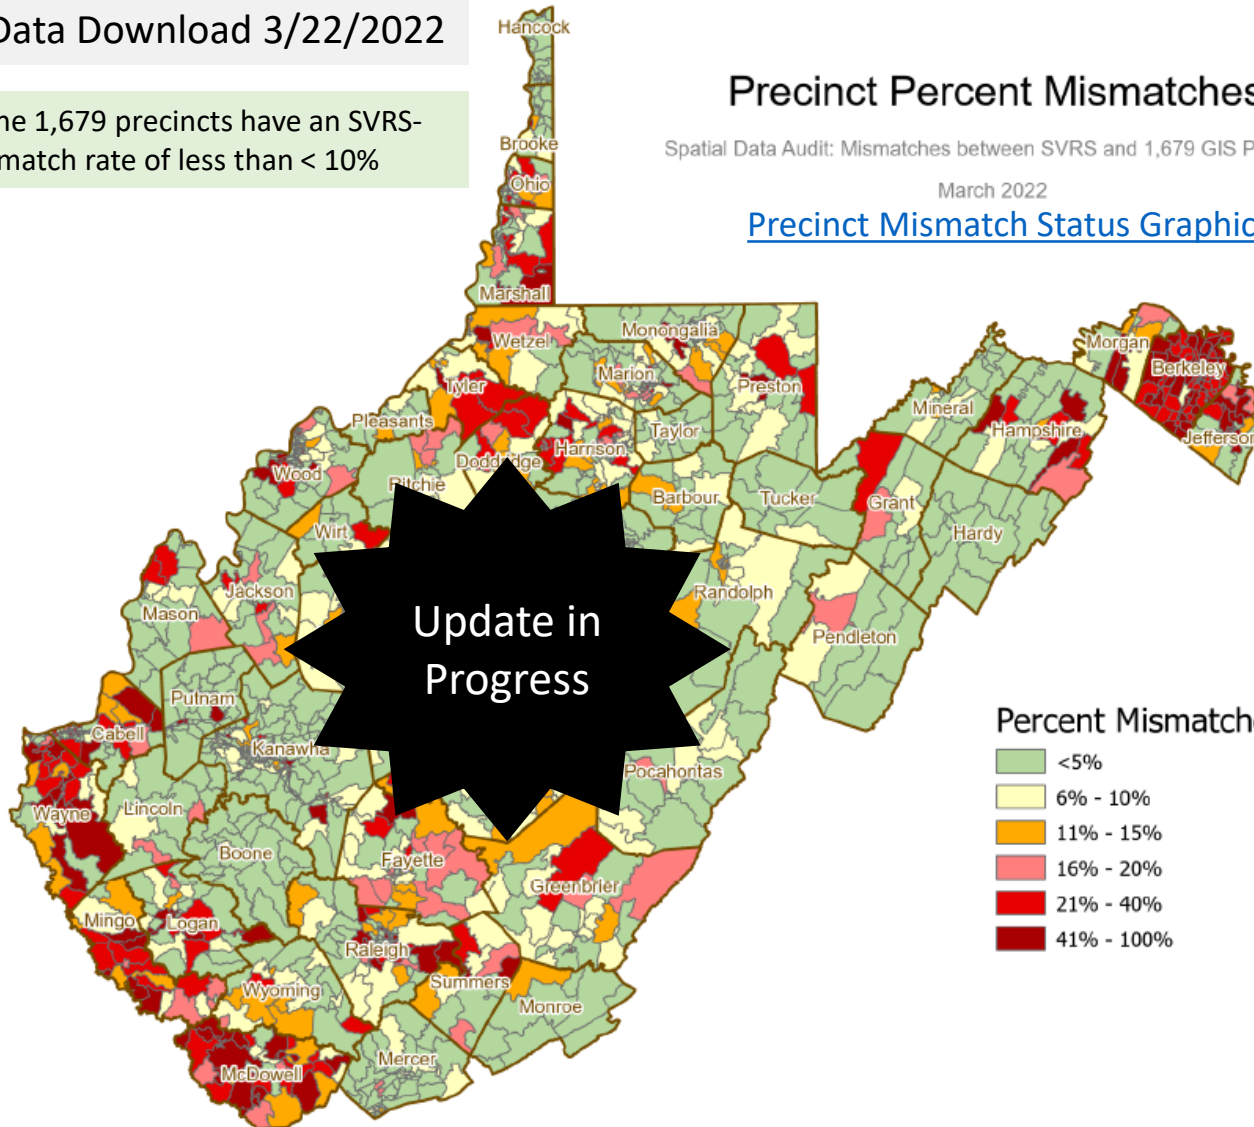 Data Download 3/22/2022
ne 1,679 precincts have an SVRS-
match rate of less than < 10%
Precinct Percent Mismatches
Spatial Data Audit: Mismatches between SVRS and 1,679 GIS P
March 2022
Precinct Mismatch Status Graphic
Hancock
Brooke
Ohio
Marshall
Wetzel
Monongalia
Marion
Preston
Morgan
Berkeley
Jefferson
Mineral
Hampshire
Tyler
Pleasants
Taylor
Harrison
Doddridge
Wood
Ritchie
Barbour
Tucker
Grant
Hardy
Wirt
Jackson
Mason
Randolph
Pendleton
Update in
Progress
Putnam
Cabell
Kanawha
Pocahontas
Wayne
Lincoln
Boone
Fayette
Greenbrier
Mingo
Logan
Raleigh
Summers
Wyoming
Monroe
Mercer
McDowell
Percent Mismatche
<5%
6% - 10%
11% - 15%
16% - 20%
21% - 40%
41% - 100%